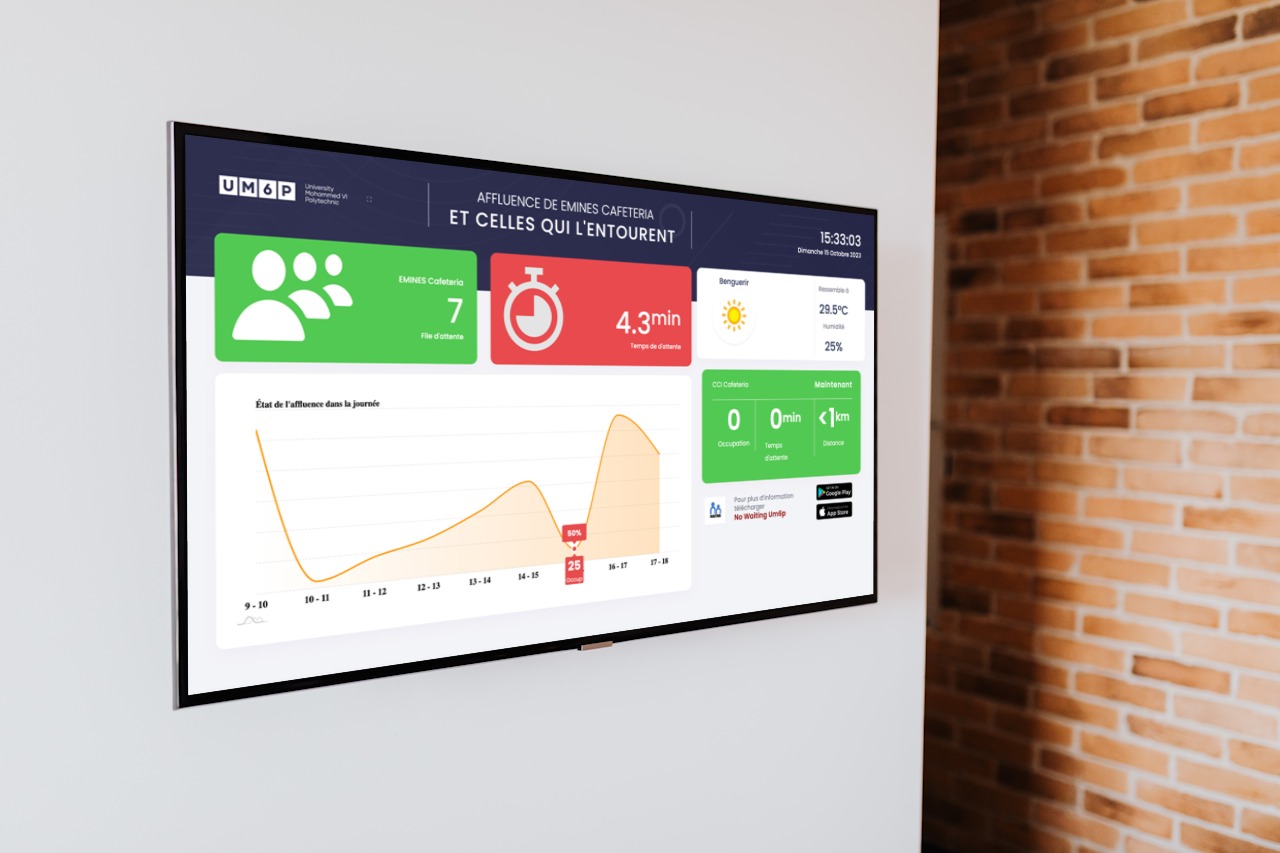 UM6P
University
Mohammed VI
Polytechnic
AFFLUENCE DE EMINES CAFETERIA
ET CELLES QUI L'ENTOURENT
15:33:03
Dimanche 15 Octobre 2023
EMINES Cafeteria
7
File d'attente
4.3min
Temps de d'attente
Benguerir
Ressemble à
29.5°C
Humidité
25%
État de l'affluence dans la journée
50%
25
Occup
9 - 10
10 - 11
11 - 12
12 - 13
13 - 14
14 - 15
16 - 17
17 - 18
CCI Cafeteria
Maintenant
0
Occupation
0min
Temps
d'attente
<1km
Distance
Pour plus d'information
télécharger
No Waiting Um6p
Google Play
App Store